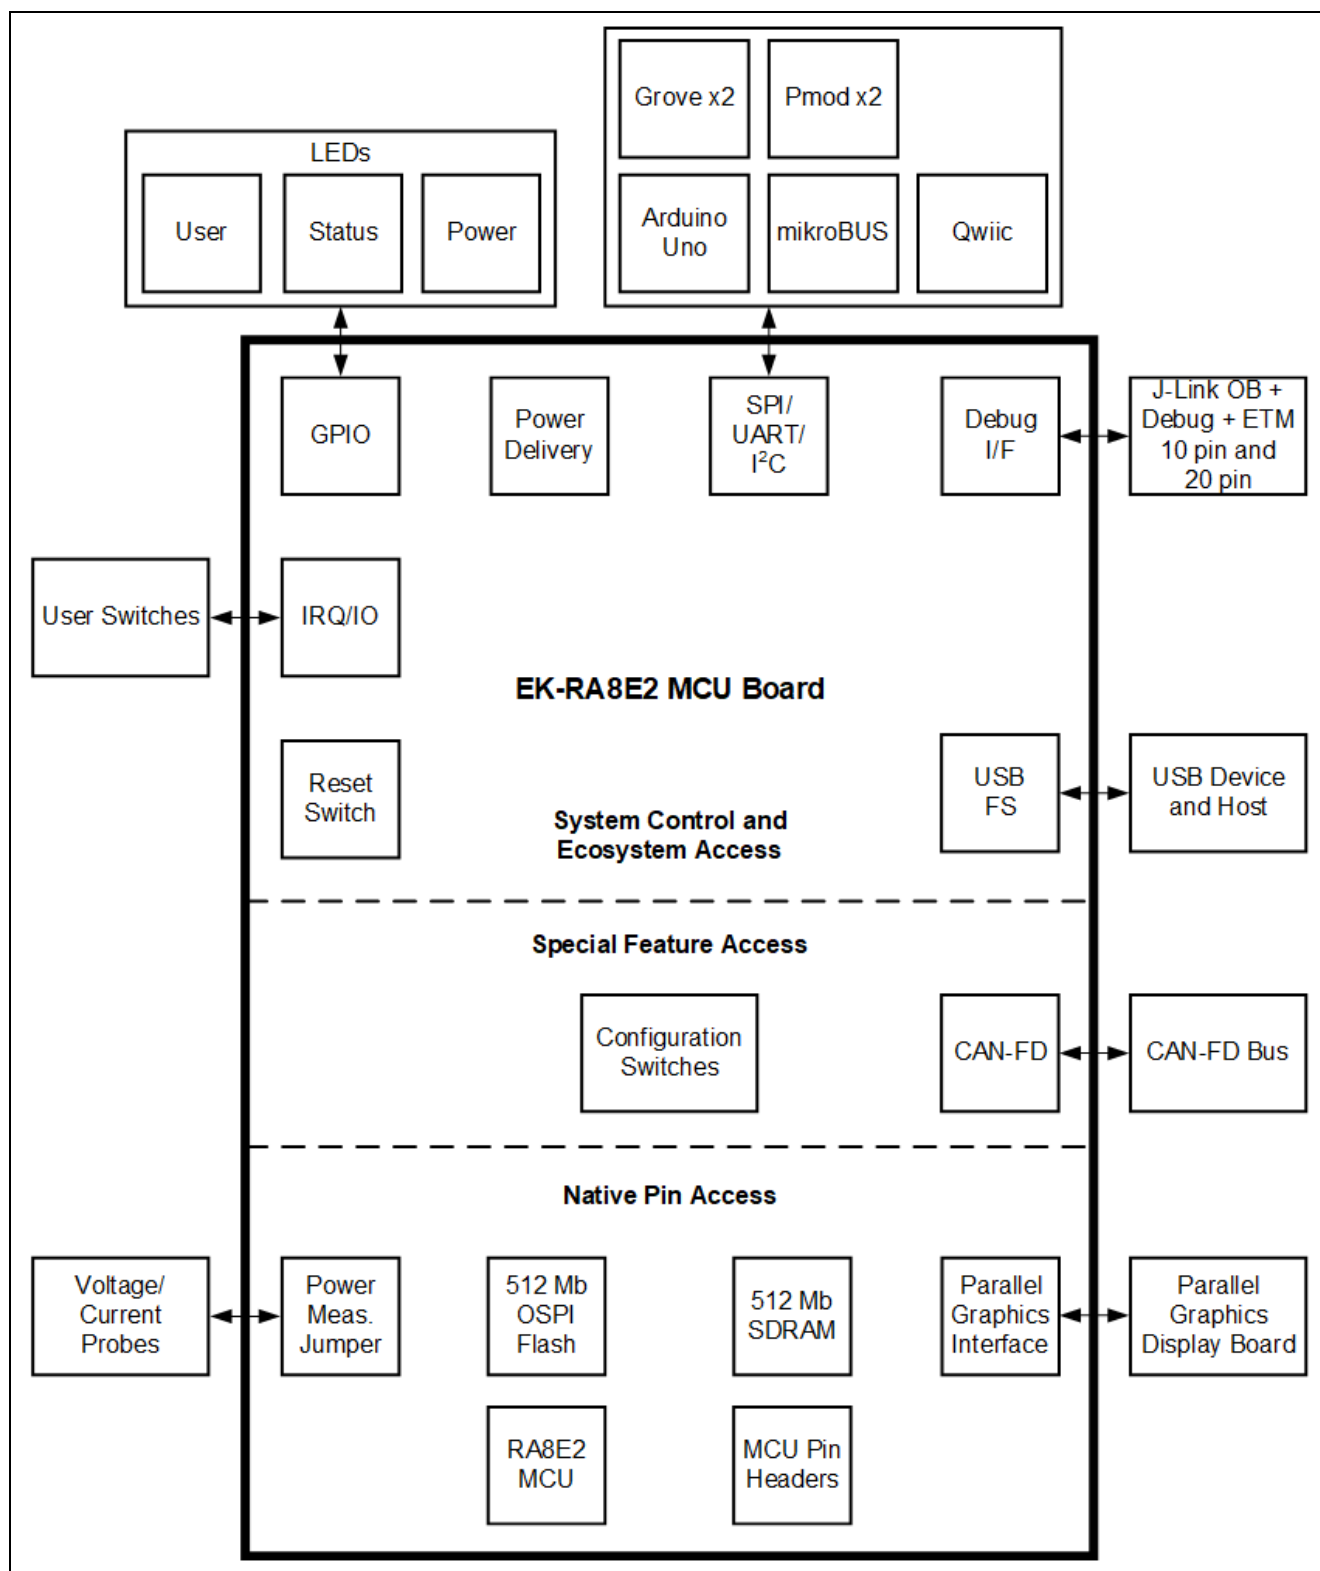 Grove x2
Pmod x2
LEDs
User
Status
Power
Arduino
Uno
mikroBUS
Qwiic
GPIO
Power
Delivery
SPI/
UART/
I²C
Debug
I/F
J-Link OB +
Debug + ETM
10 pin and
20 pin
User Switches
IRQ/IO
EK-RA8E2 MCU Board
Reset
Switch
System Control and
Ecosystem Access
USB
FS
USB Device
and Host
Special Feature Access
Configuration
Switches
CAN-FD
CAN-FD Bus
Native Pin Access
Voltage/
Current
Probes
Power
Meas.
Jumper
512 Mb
OSPI
Flash
512 Mb
SDRAM
Parallel
Graphics
Interface
Parallel
Graphics
Display Board
RA8E2
MCU
MCU Pin
Headers